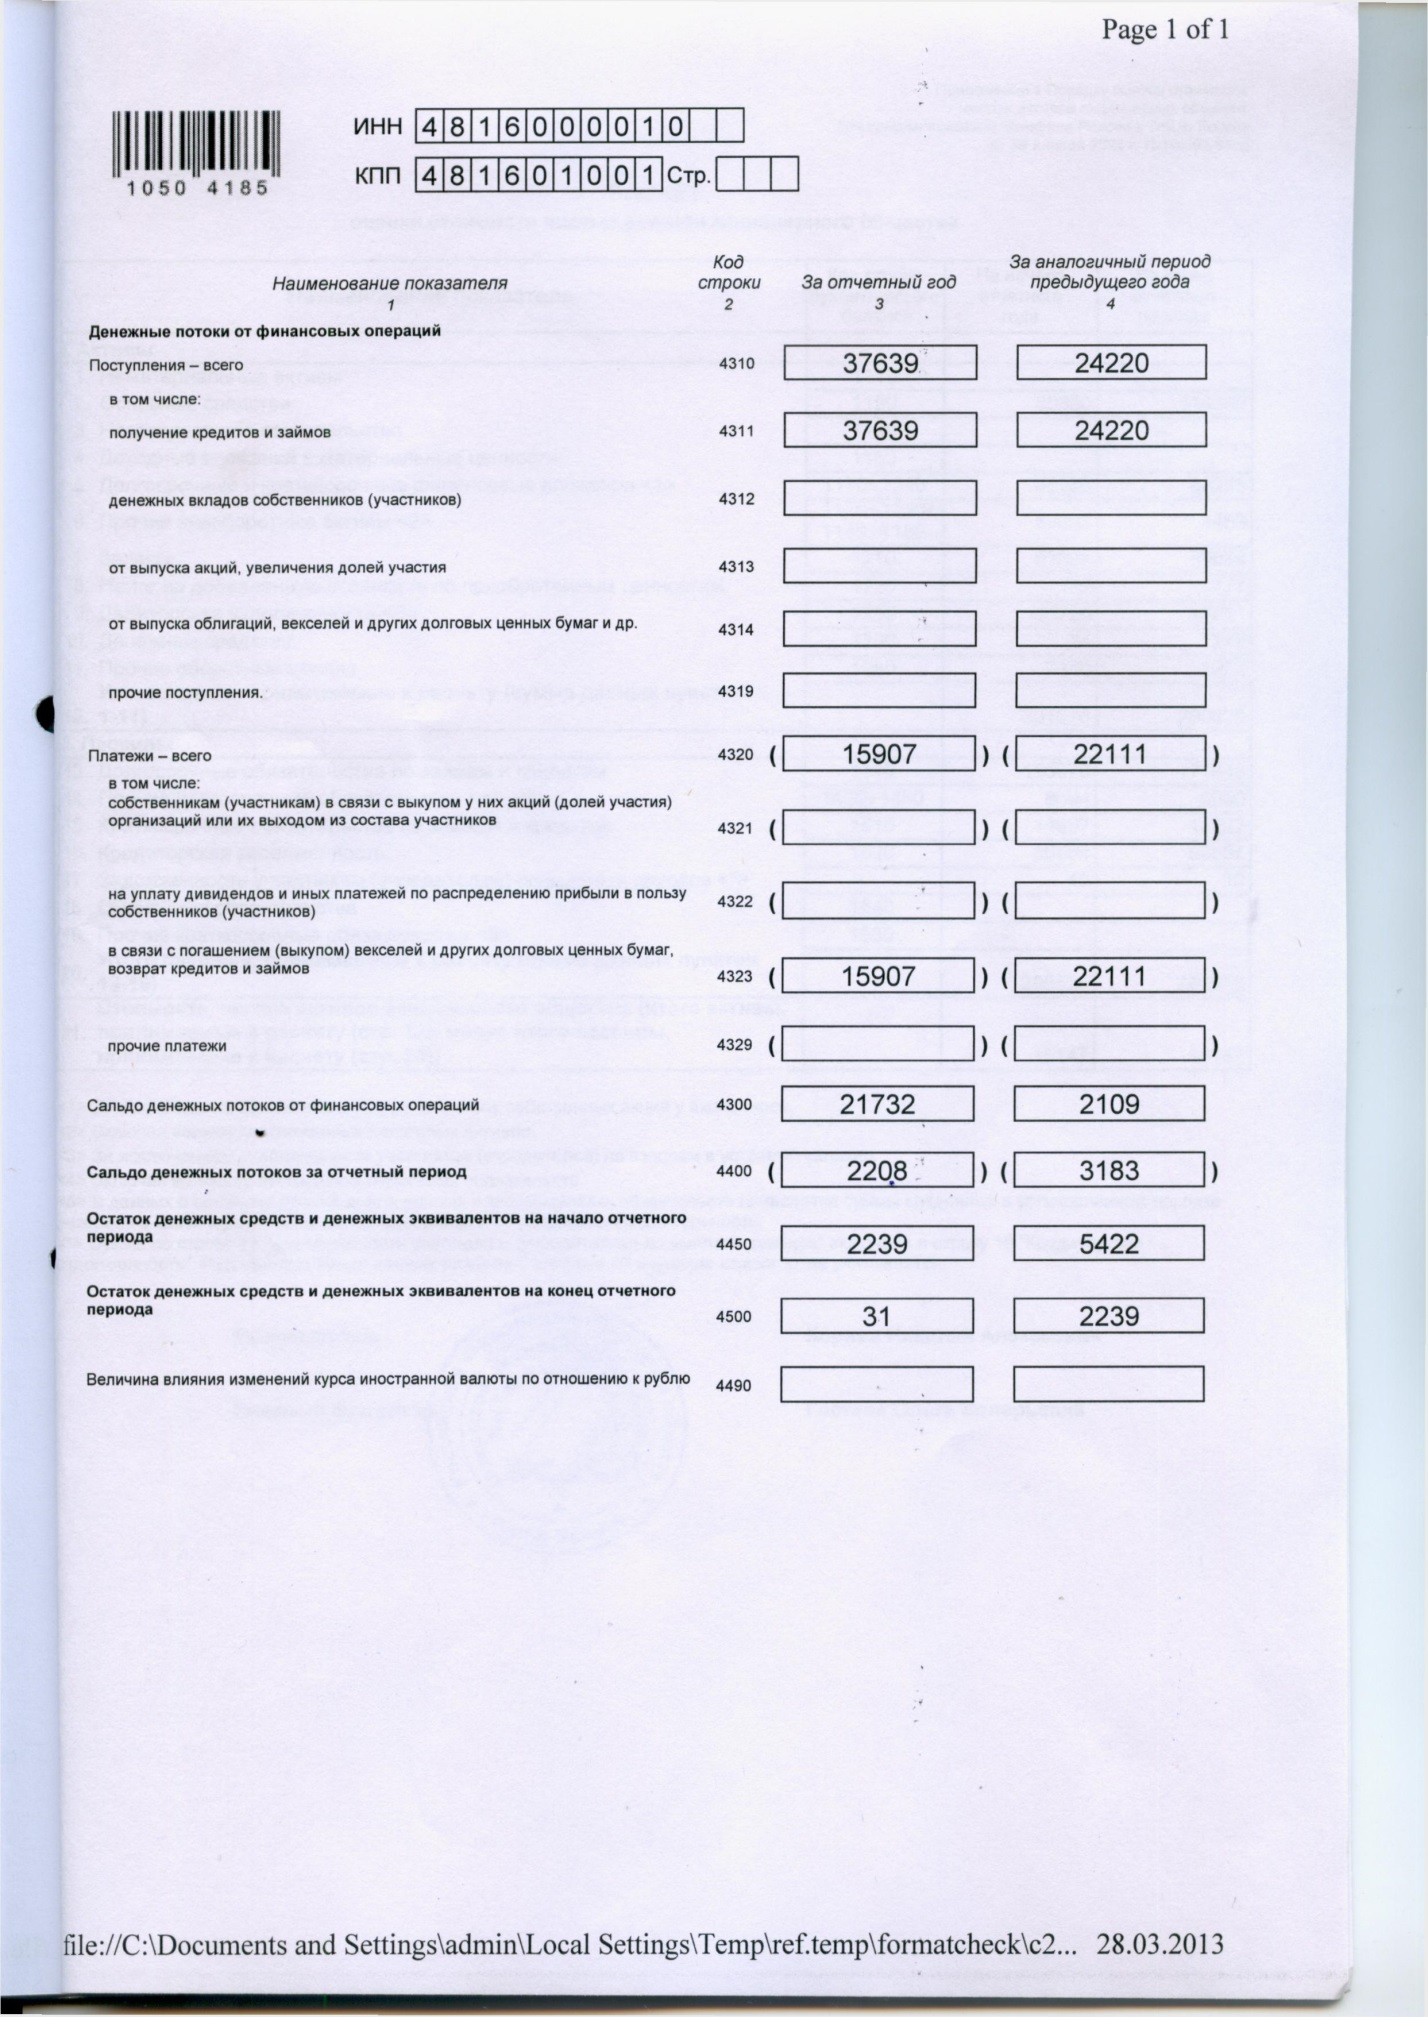 Page 1 of 1
1050 4185
ИНН 4816000010
КПП 481601001 Стр.
Наименование показателя Код строки За отчетный год За аналогичный период предыдущего года
1 2 3 4
Денежные потоки от финансовых операций
Поступления – всего 4310 37639 24220
в том числе:
получение кредитов и займов 4311 37639 24220
денежных вкладов собственников (участников) 4312
от выпуска акций, увеличения долей участия 4313
от выпуска облигаций, векселей и других долговых ценных бумаг и др. 4314
прочие поступления. 4319
Платежи – всего 4320 ( 15907 ) ( 22111 )
в том числе:
собственникам (участникам) в связи с выкупом у них акций (долей участия)
организаций или их выходом из состава участников 4321 ( ) ( )
на уплату дивидендов и иных платежей по распределению прибыли в пользу
собственников (участников) 4322 ( ) ( )
в связи с погашением (выкупом) векселей и других долговых ценных бумаг,
возврат кредитов и займов 4323 ( 15907 ) ( 22111 )
прочие платежи 4329 ( ) ( )
Сальдо денежных потоков от финансовых операций 4300 21732 2109
Сальдо денежных потоков за отчетный период 4400 ( 2208 ) ( 3183 )
Остаток денежных средств и денежных эквивалентов на начало отчетного
периода 4450 2239 5422
Остаток денежных средств и денежных эквивалентов на конец отчетного
периода 4500 31 2239
Величина влияния изменений курса иностранной валюты по отношению к рублю 4490
file://C:\Documents and Settings\admin\Local Settings\Temp\ref.temp\formatcheck\c2... 28.03.2013